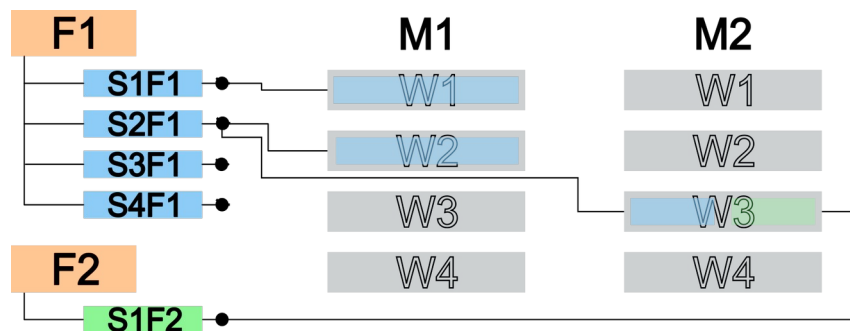 F1 M1 M2
S1F1 W1 W1
S2F1 W2 W2
S3F1
S4F1 W3 W3
F2 W4 W4
S1F2